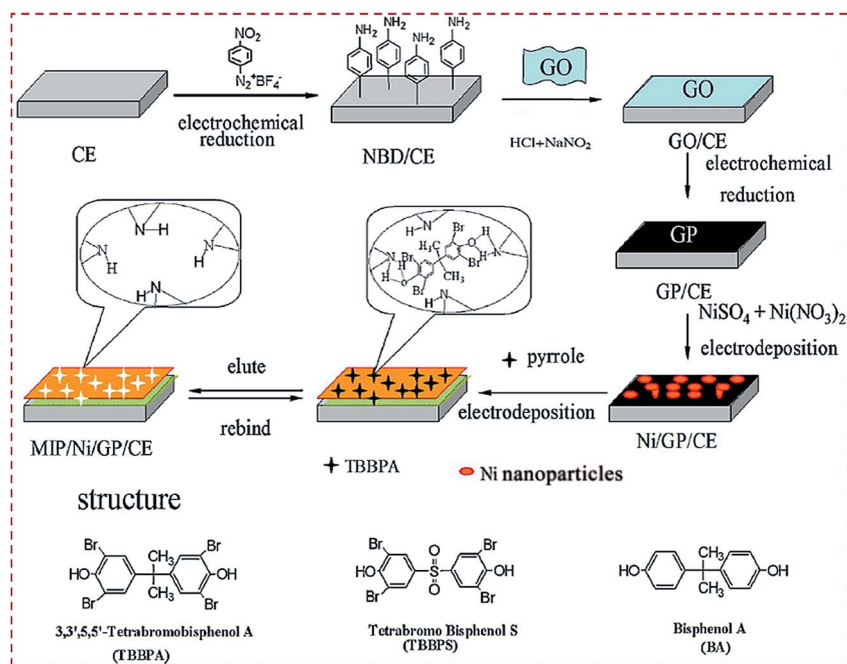 NO₂
N₂⁺BF₄⁻
electrochemical
reduction
CE
NH₂
NH₂
NH₂
NH₂
NBD/CE
GO
HCl+NaNO₂
GO
GO/CE
electrochemical
reduction
GP
GP/CE
NiSO₄ + Ni(NO₃)₂
electrodeposition
Ni/GP/CE
Ni nanoparticles
pyrrole
electrodeposition
Br
H₃C
Br
O
H
N
H
N
H
Br
O
CH₃
Br
H
N
H
N
TBBPA
elute
rebind
N
H
N
H
N
H
H
N
MIP/Ni/GP/CE
structure
Br
HO
Br
CH₃
CH₃
Br
OH
Br
3,3',5,5'-Tetrabromobisphenol A
(TBBPA)
Br
HO
Br
O
S
O
Br
OH
Br
Tetrabromo Bisphenol S
(TBBPS)
HO
CH₃
CH₃
OH
Bisphenol A
(BA)